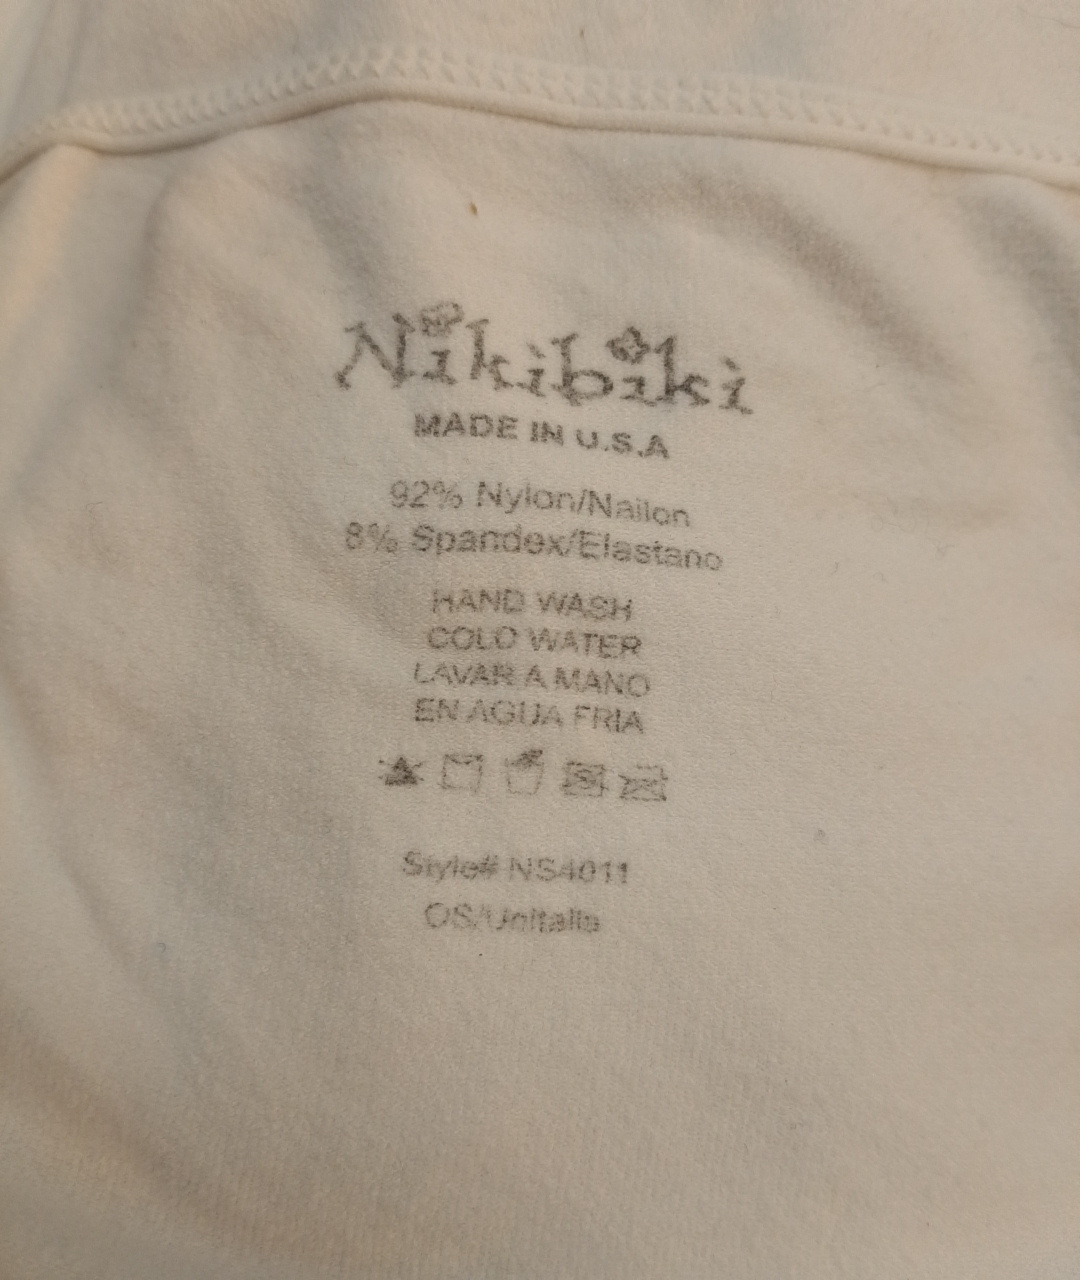 Nikibiki
MADE IN U.S.A
92% Nylon/Nailon
8% Spandex/Elastano
HAND WASH
COLD WATER
LAVAR A MANO
EN AGUA FRIA
Style# NS4011
OS/Unitalla